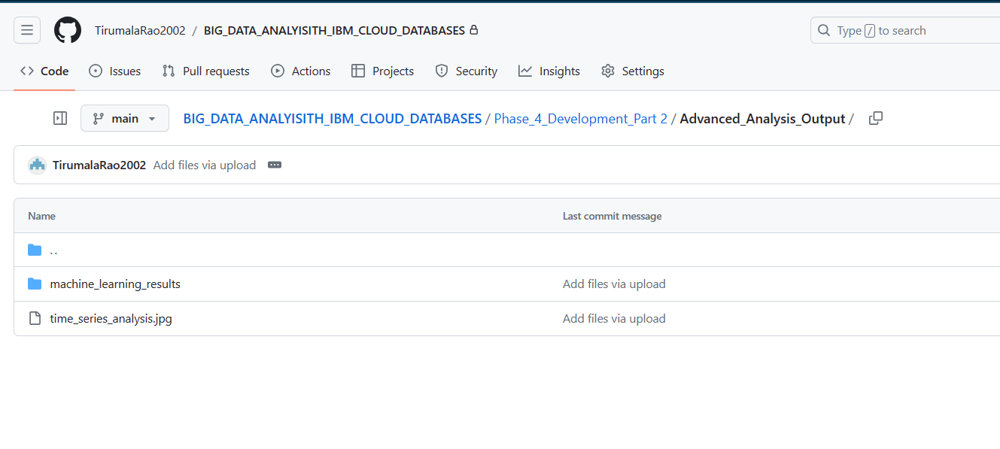 TirumalaRao2002 / BIG_DATA_ANALYISITH_IBM_CLOUD_DATABASES Type / to search
Code Issues Pull requests Actions Projects Security Insights Settings
main BIG_DATA_ANALYISITH_IBM_CLOUD_DATABASES / Phase_4_Development_Part 2 / Advanced_Analysis_Output /
TirumalaRao2002 Add files via upload
Name Last commit message
..
machine_learning_results Add files via upload
time_series_analysis.jpg Add files via upload